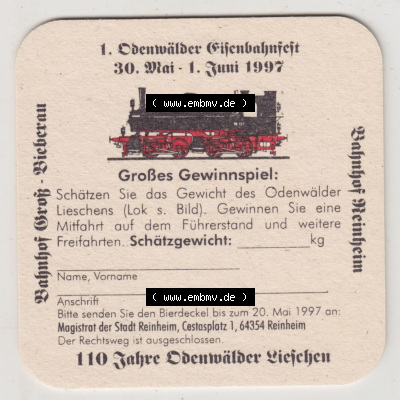 1. Odenwälder Eisenbahnfest
30. Mai - 1. Juni 1997
( www.embmv.de )
Bahnhof Groß - Bieberau
Bahnhof Reinheim
Großes Gewinnspiel:
Schätzen Sie das Gewicht des Odenwälder
Lieschens (Lok s. Bild). Gewinnen Sie eine
Mitfahrt auf dem Führerstand und weitere
Freifahrten. Schätzgewicht: ________kg
Name, Vorname
( www.embmv.de )
Anschrift
Bitte senden Sie den Bierdeckel bis zum 20. Mai 1997 an:
Magistrat der Stadt Reinheim, Cestasplatz 1, 64354 Reinheim
Der Rechtsweg ist ausgeschlossen.
110 Jahre Odenwälder Lieschen